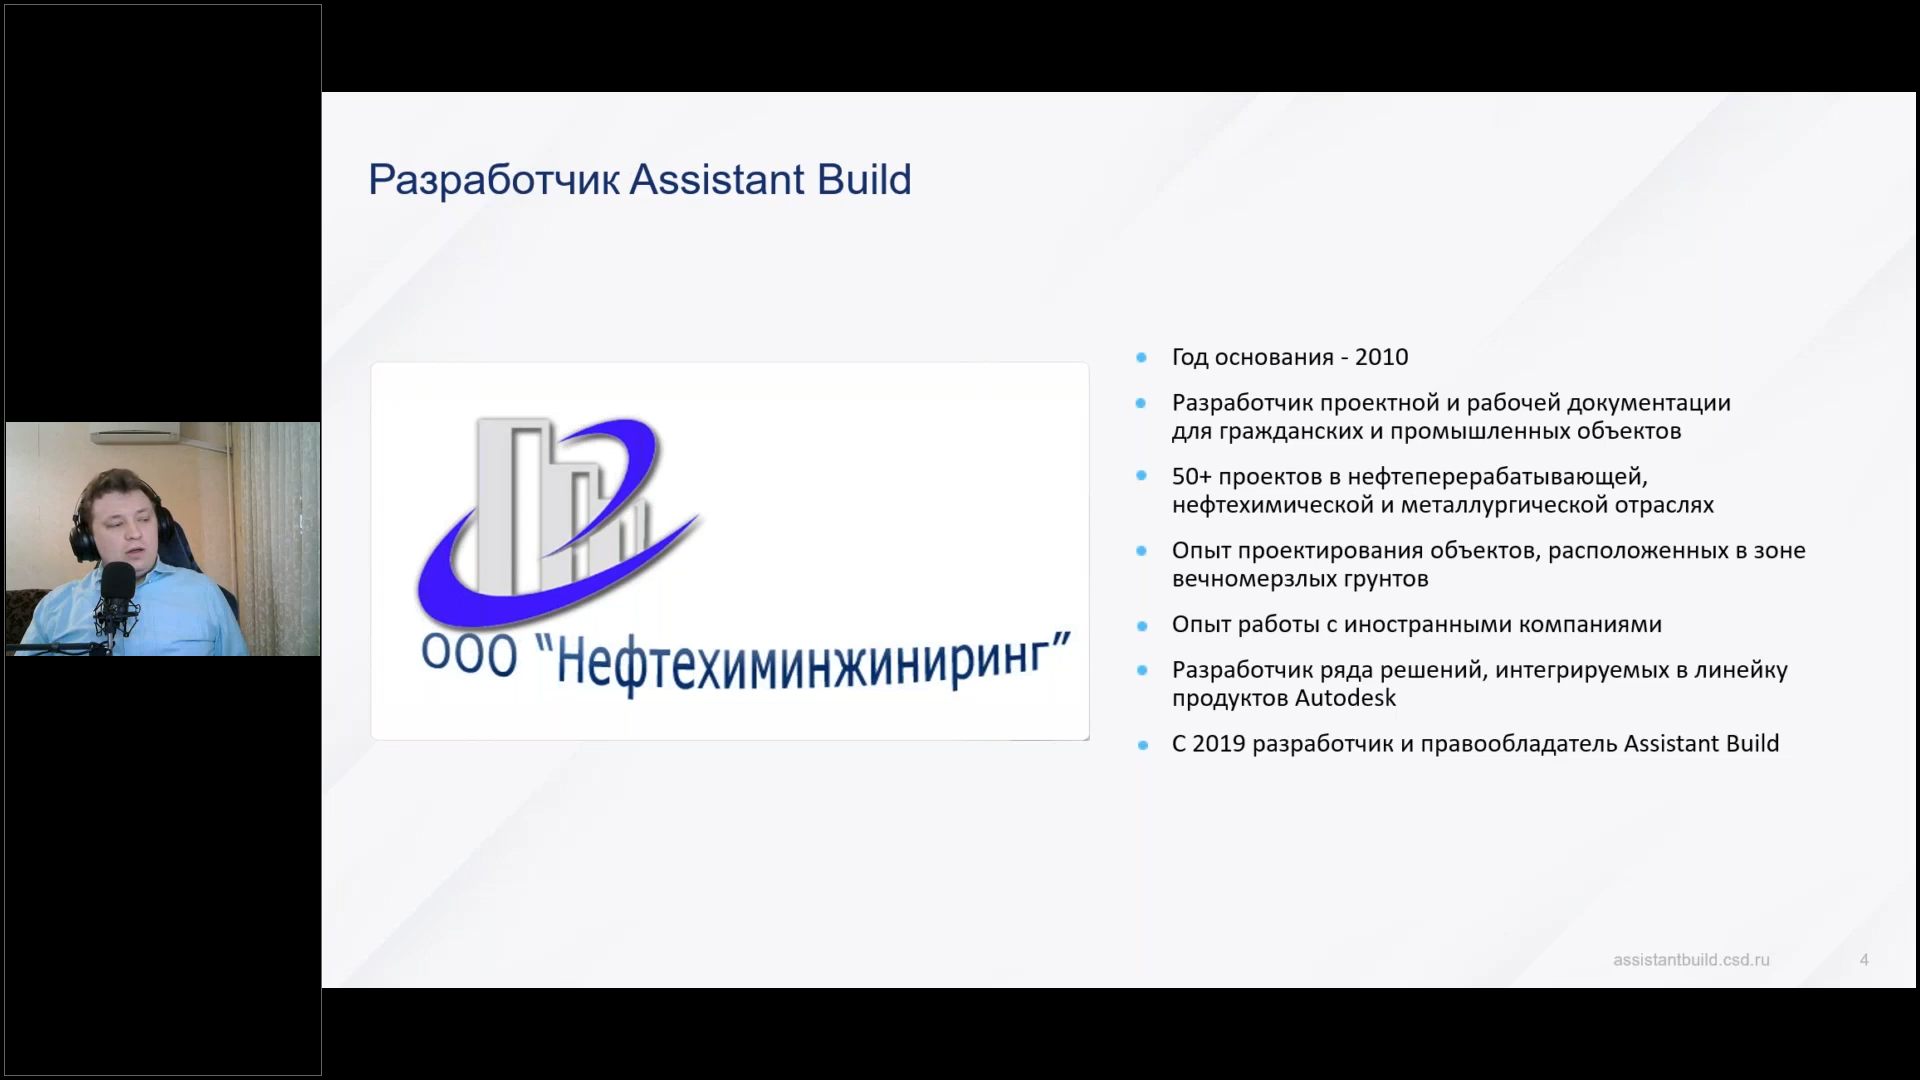 Разработчик Assistant Build
ООО “Нефтехиминжиниринг”
Год основания - 2010
Разработчик проектной и рабочей документации
для гражданских и промышленных объектов
50+ проектов в нефтеперерабатывающей,
нефтехимической и металлургической отраслях
Опыт проектирования объектов, расположенных в зоне
вечномерзлых грунтов
Опыт работы с иностранными компаниями
Разработчик ряда решений, интегрируемых в линейку
продуктов Autodesk
С 2019 разработчик и правообладатель Assistant Build
assistantbuild.csd.ru
4